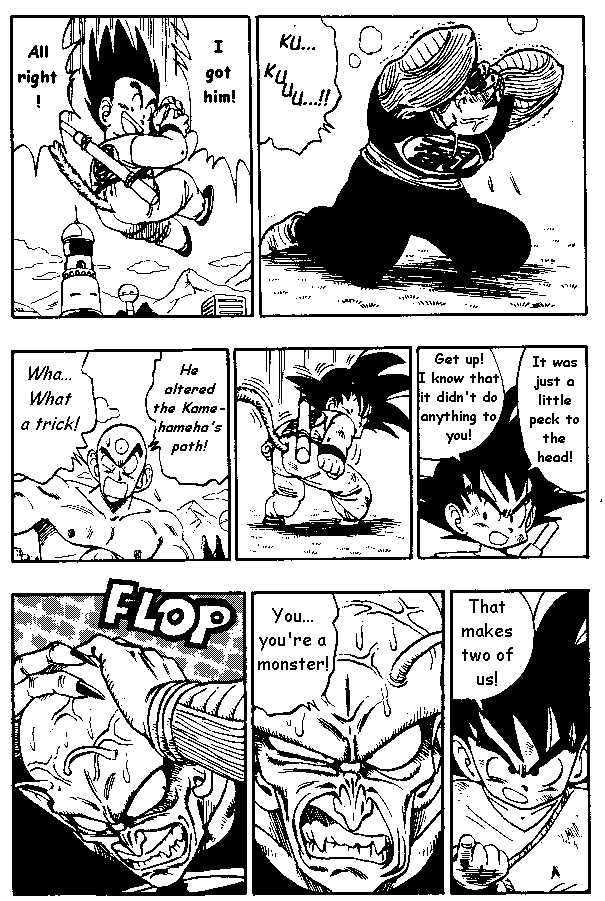 All
right
!
I
got
him!
KU...
KU
UU...!!
Wha...
What
a trick!
He
altered
the Kame-
hameha's
path!
Get up!
I know that
it didn't do
anything to
you!
It was
just a
little
peck to
the
head!
FLOP
You...
you're a
monster!
That
makes
two of
us!